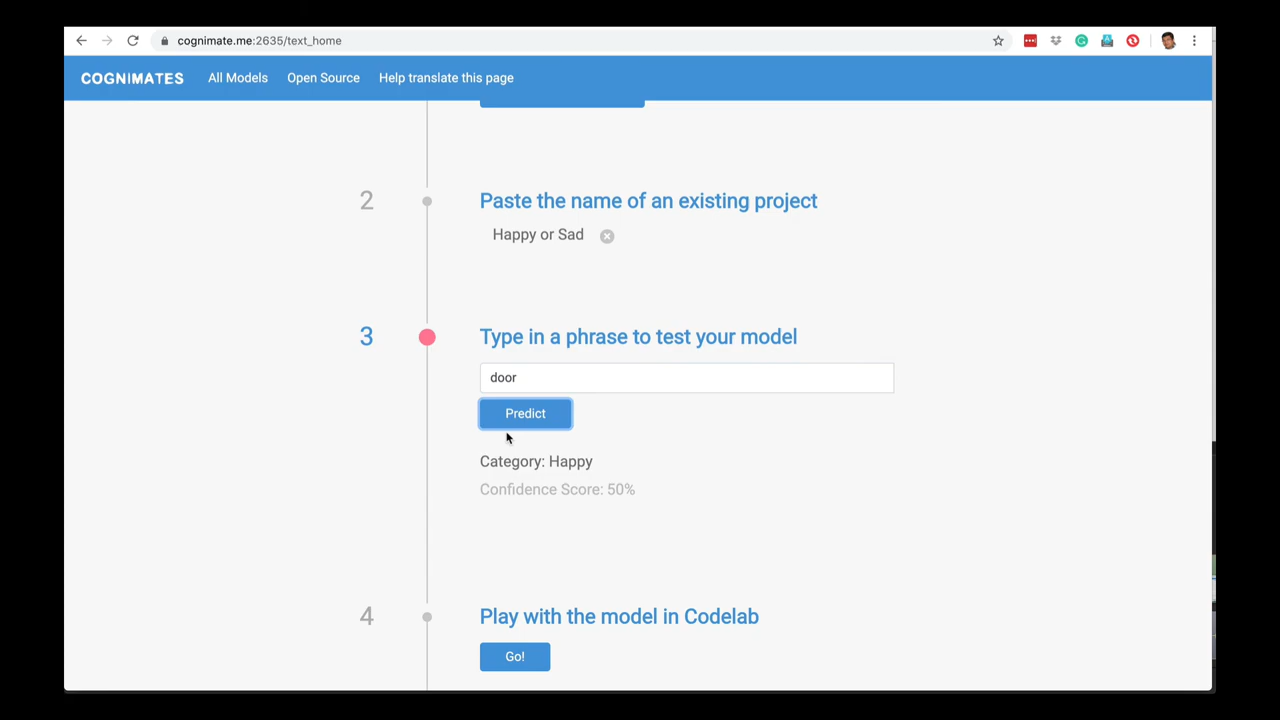 cognimate.me:2635/text_home
COGNIMATES All Models Open Source Help translate this page
2 Paste the name of an existing project
Happy or Sad
3 Type in a phrase to test your model
door
Predict
Category: Happy
Confidence Score: 50%
4 Play with the model in Codelab
Go!